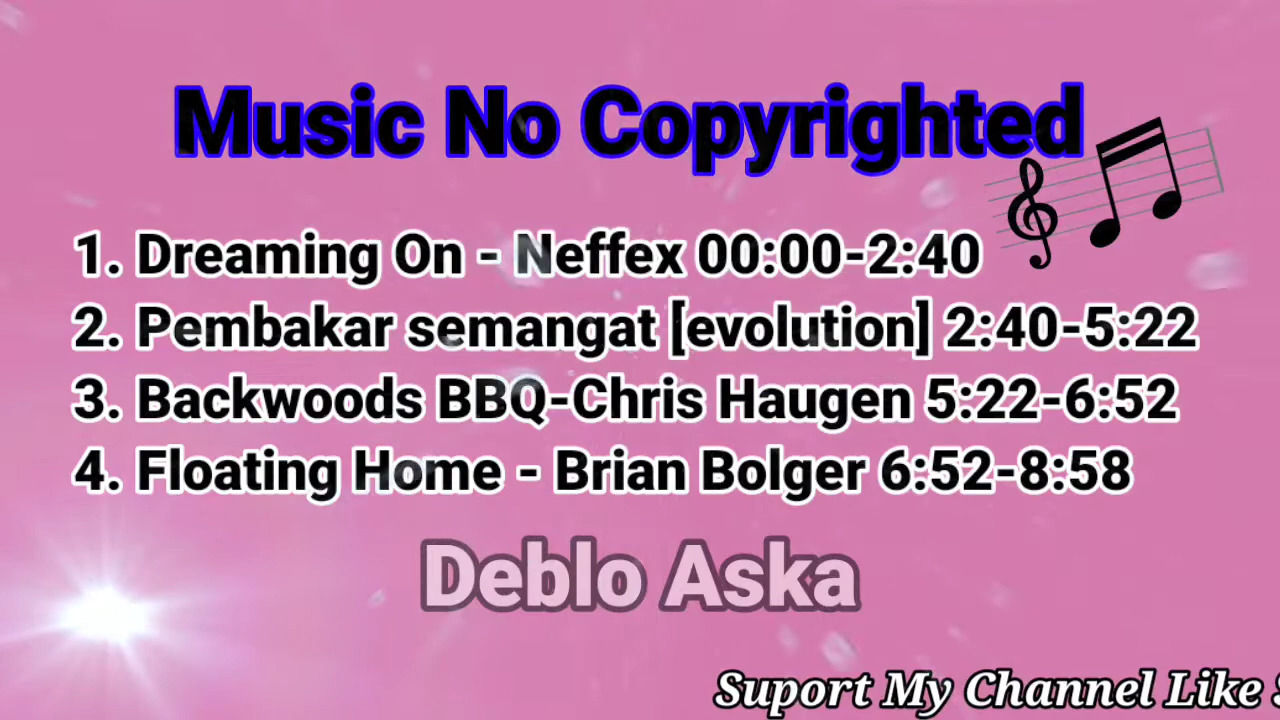 Music No Copyrighted
1. Dreaming On - Neffex 00:00-2:40
2. Pembakar semangat [evolution] 2:40-5:22
3. Backwoods BBQ-Chris Haugen 5:22-6:52
4. Floating Home - Brian Bolger 6:52-8:58
Deblo Aska
Suport My Channel Like